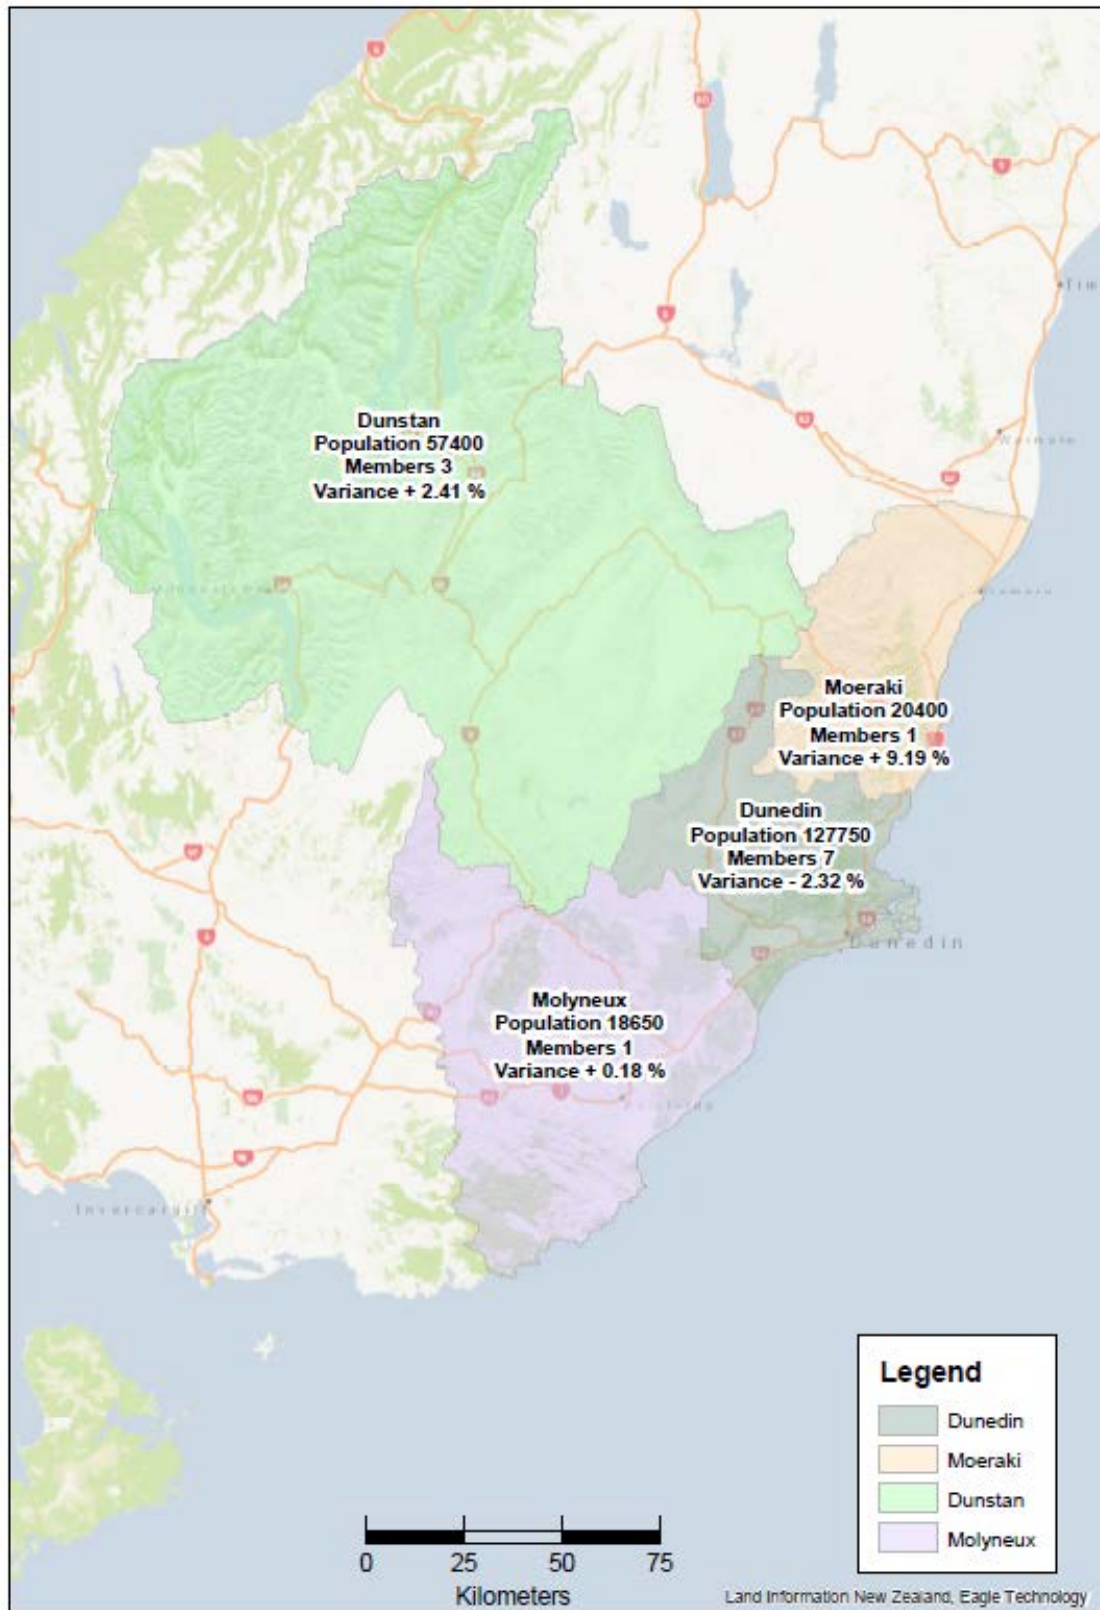 Dunstan
Population 57400
Members 3
Variance + 2.41 %
Moeraki
Population 20400
Members 1
Variance + 9.19 %
Dunedin
Population 127750
Members 7
Variance - 2.32 %
Dunedin
Molyneux
Population 18650
Members 1
Variance + 0.18 %
Invercargill
Legend
Dunedin
Moeraki
Dunstan
Molyneux
0 25 50 75
Kilometers
Land Information New Zealand, Eagle Technology